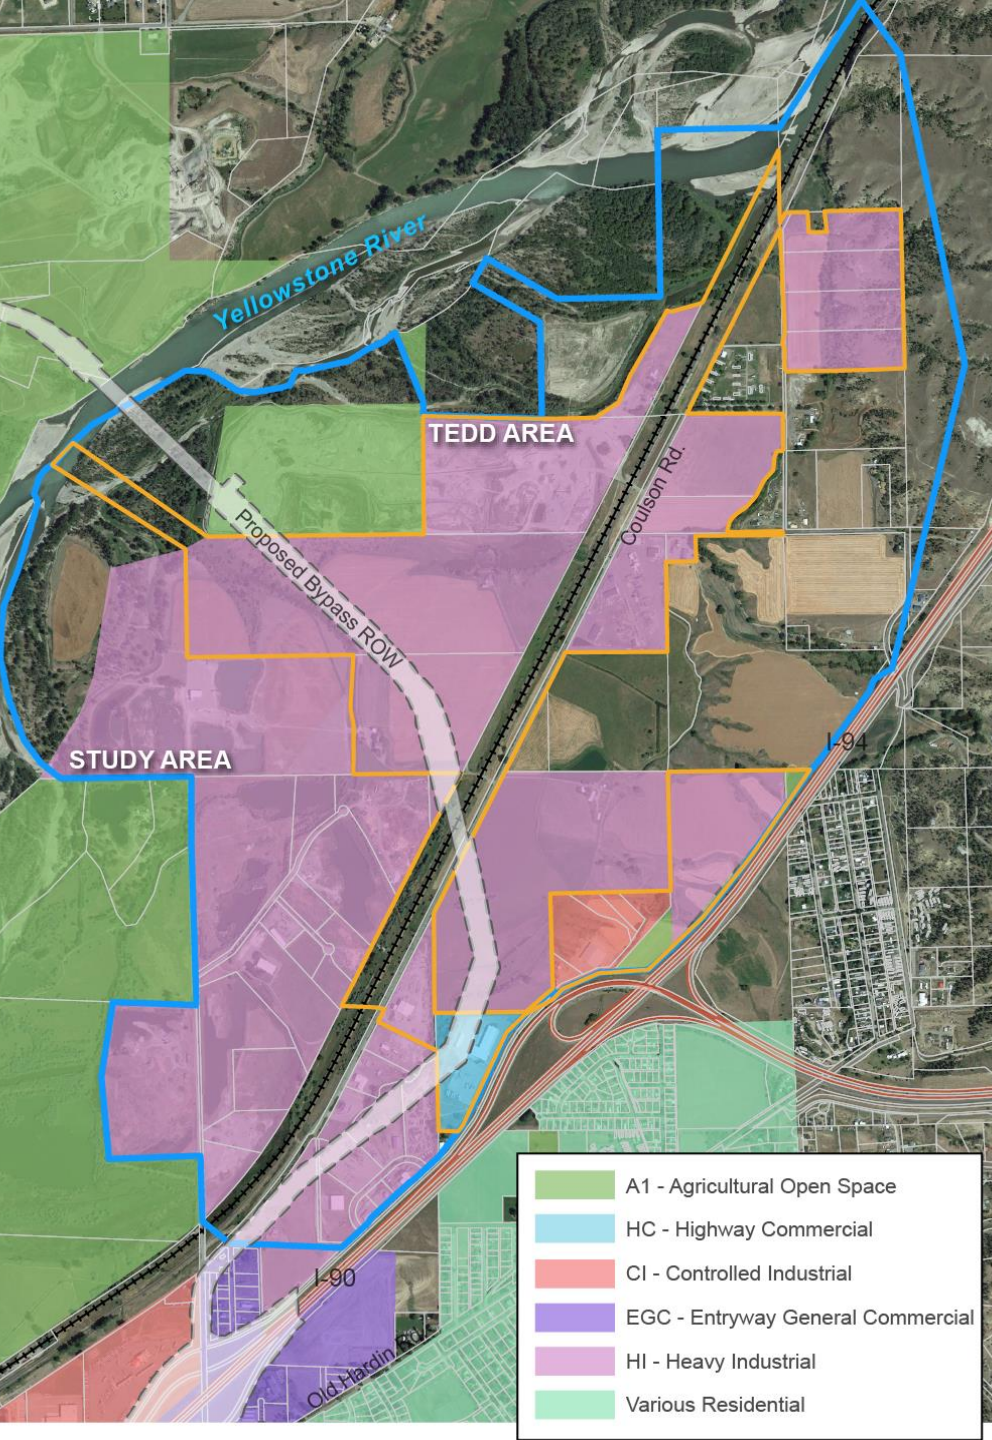 Yellowstone River
TEDD AREA
Coulson Rd.
Proposed Bypass ROW
STUDY AREA
I-94
I-90
Old Hardin Rd
A1 - Agricultural Open Space
HC - Highway Commercial
CI - Controlled Industrial
EGC - Entryway General Commercial
HI - Heavy Industrial
Various Residential